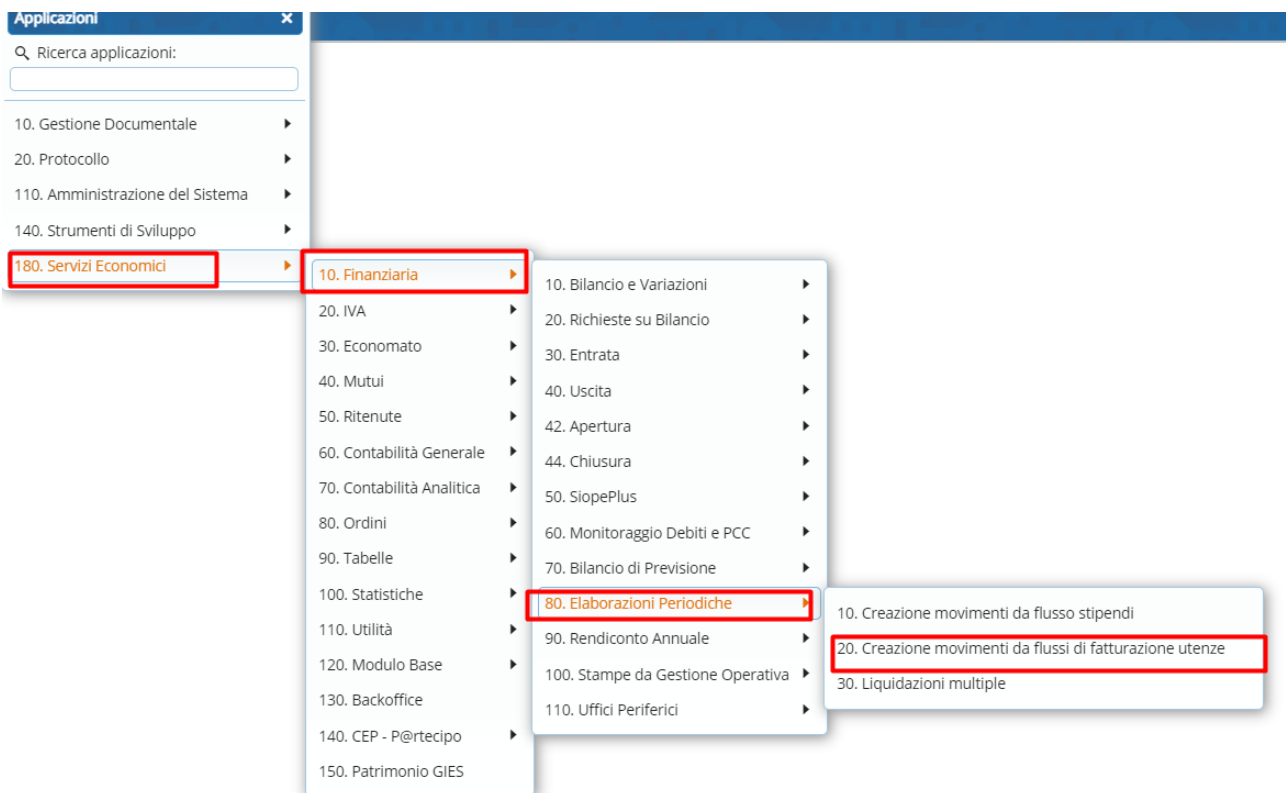 Applicazioni
Ricerca applicazioni:
10. Gestione Documentale
20. Protocollo
110. Amministrazione del Sistema
140. Strumenti di Sviluppo
180. Servizi Economici
10. Finanziaria
20. IVA
30. Economato
40. Mutui
50. Ritenute
60. Contabilità Generale
70. Contabilità Analitica
80. Ordini
90. Tabelle
100. Statistiche
110. Utilità
120. Modulo Base
130. Backoffice
140. CEP - P@rtecipo
150. Patrimonio GIES
10. Bilancio e Variazioni
20. Richieste su Bilancio
30. Entrata
40. Uscita
42. Apertura
44. Chiusura
50. SiopePlus
60. Monitoraggio Debiti e PCC
70. Bilancio di Previsione
80. Elaborazioni Periodiche
90. Rendiconto Annuale
100. Stampe da Gestione Operativa
110. Uffici Periferici
10. Creazione movimenti da flusso stipendi
20. Creazione movimenti da flussi di fatturazione utenze
30. Liquidazioni multiple